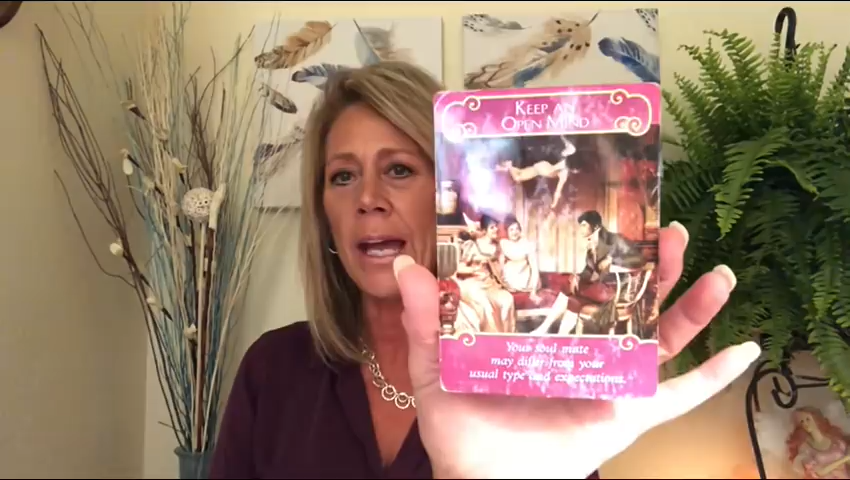 KEEP AN
OPEN MIND
Your soul mate
may differ from your
usual type and expectations.